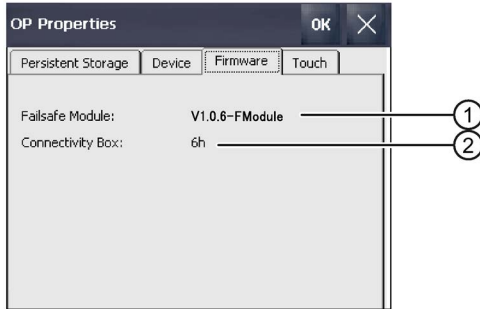 OP Properties OK
Persistent Storage Device Firmware Touch
Failsafe Module: V1.0.6-FModule 1
Connectivity Box: 6h 2